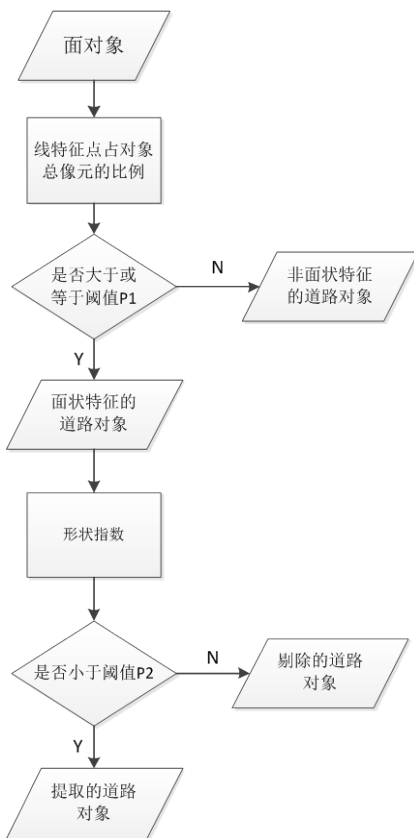 面对象
线特征点占对象
总像元的比例
是否大于或
等于阈值P1
N
非面状特征
的道路对象
Y
面状特征的
道路对象
形状指数
是否小于阈值P2
N
剔除的道路
对象
Y
提取的道路
对象